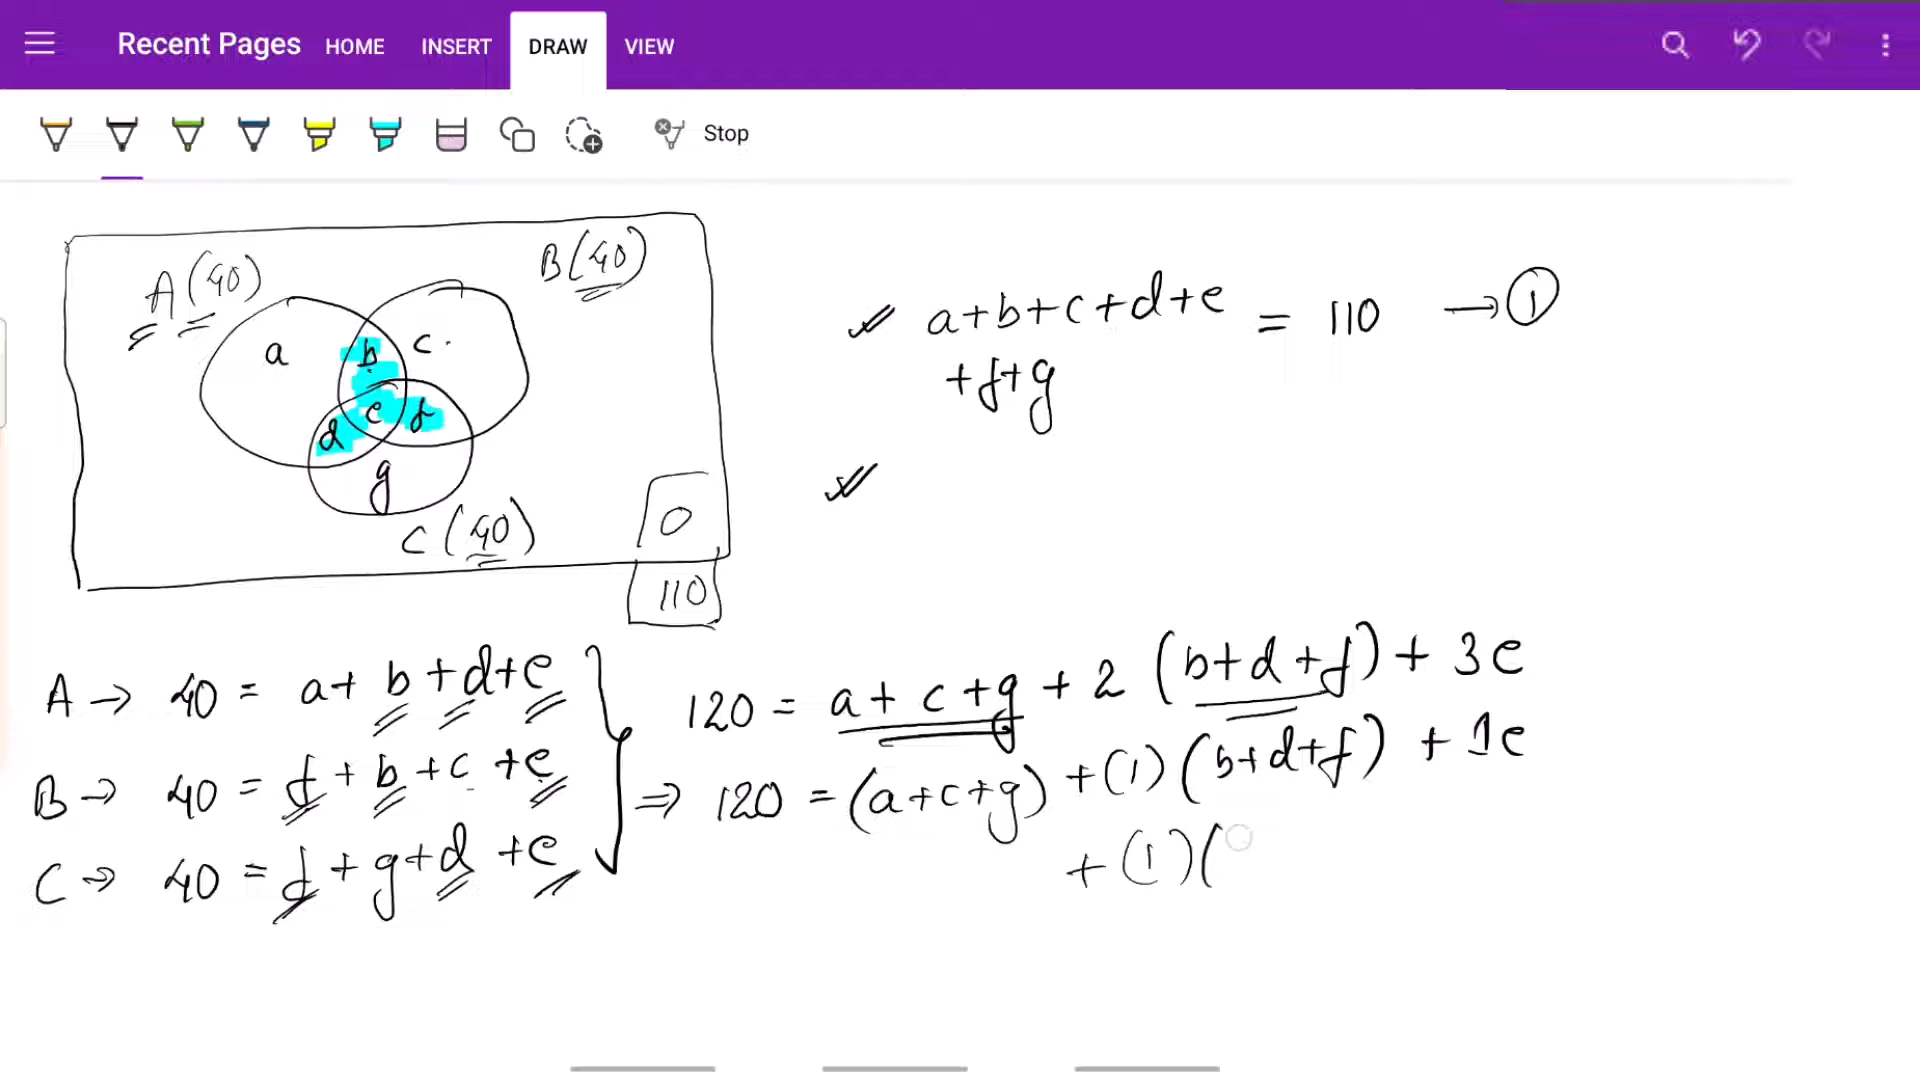 Recent Pages HOME INSERT DRAW VIEW
Stop
A (40)
B (40)
a
b
c
e
f
d
g
C (40)
0
110
a+b+c+d+e = 110 → 1
+f+g
A → 40 = a+ b + d+e
B → 40 = f + b +c +e
C → 40 = f + g+d +e
120 = a + c +g + 2 (b+d +f) + 3e
⇒ 120 = (a+c+g) +(1) (b+d+f) + 1e
+ (1) (